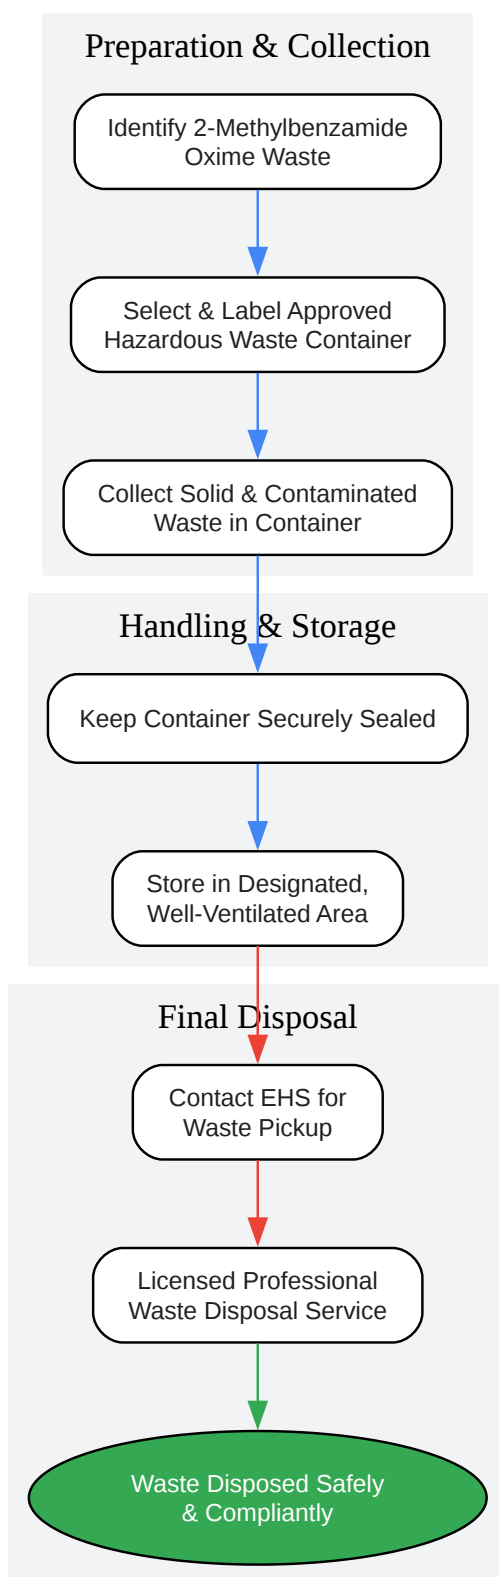 Preparation & Collection
Identify 2-Methylbenzamide
Oxime Waste
Select & Label Approved
Hazardous Waste Container
Collect Solid & Contaminated
Waste in Container
Handling & Storage
Keep Container Securely Sealed
Store in Designated,
Well-Ventilated Area
Final Disposal
Contact EHS for
Waste Pickup
Licensed Professional
Waste Disposal Service
Waste Disposed Safely
& Compliantly